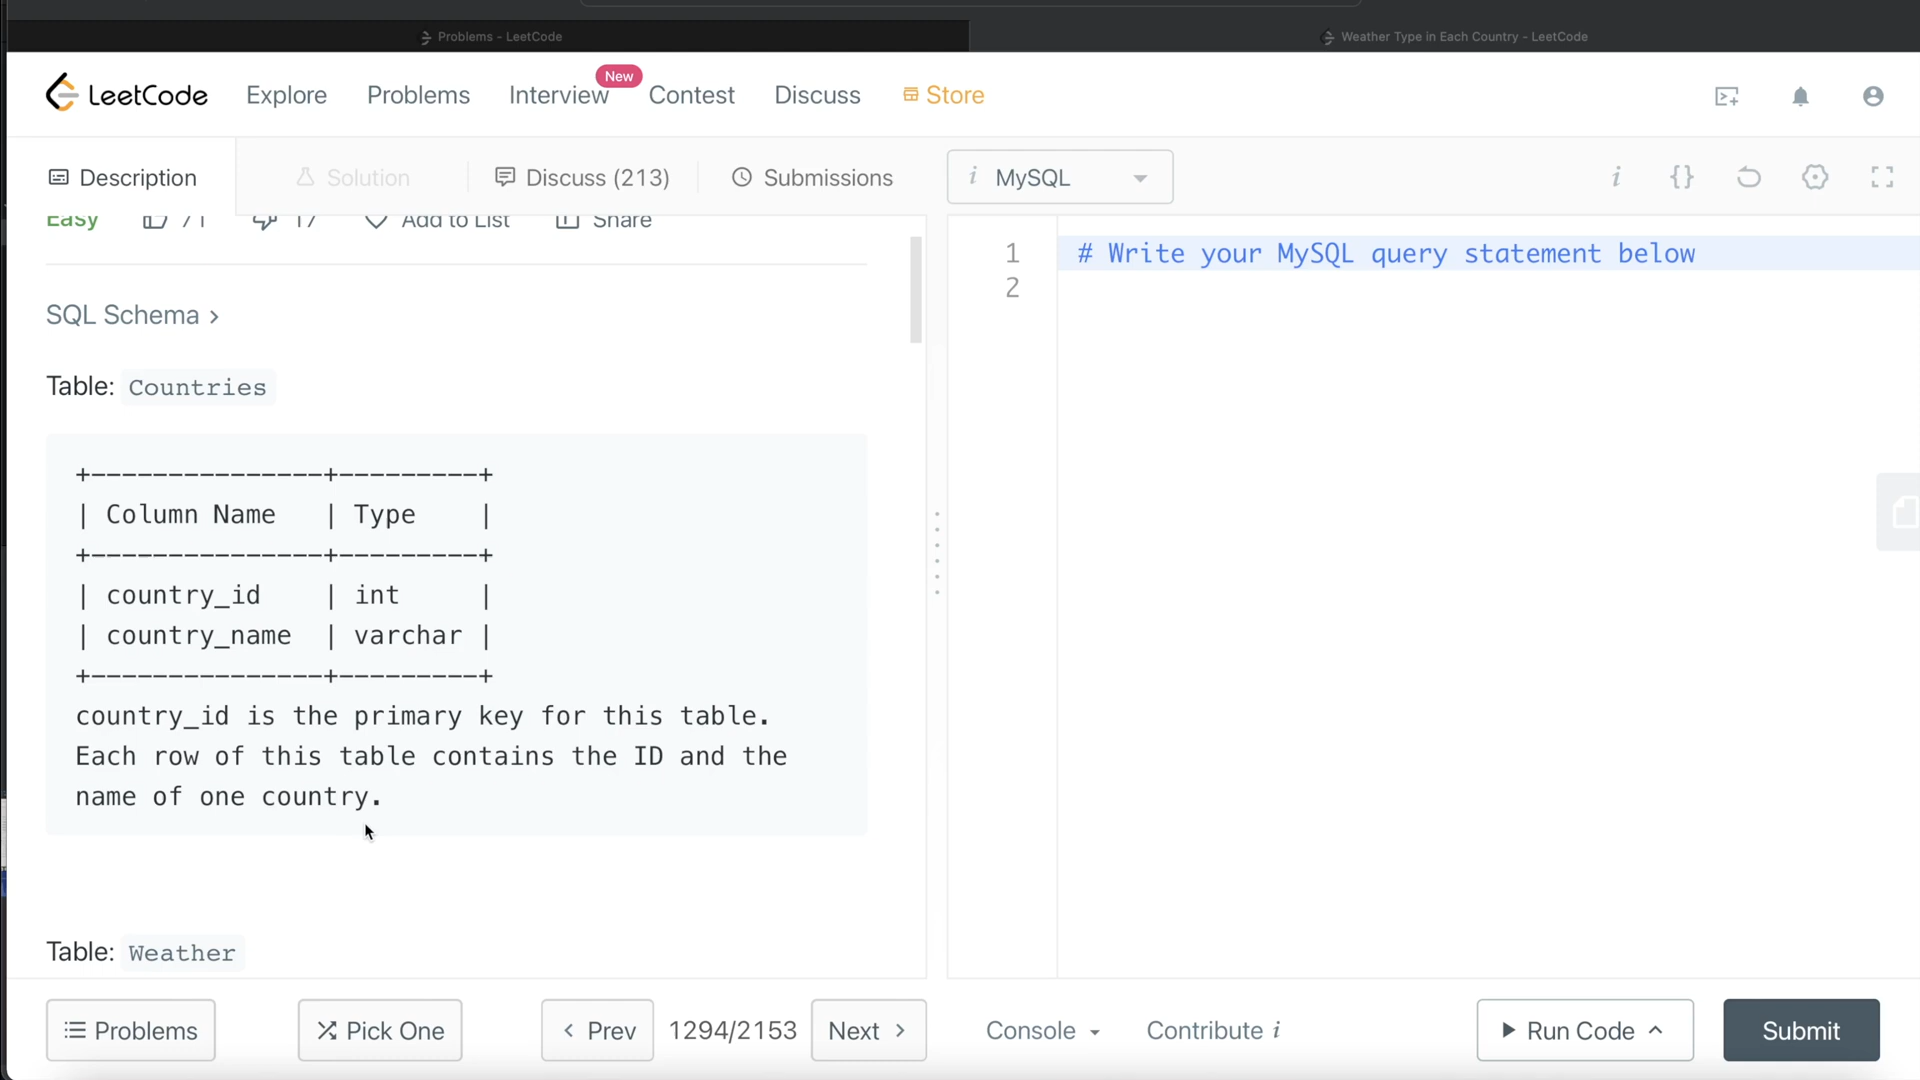 Problems - LeetCode
Weather Type in Each Country - LeetCode
LeetCode
Explore
Problems
Interview
New
Contest
Discuss
Store
Description
Solution
Discuss (213)
Submissions
i MySQL
i {}
Easy 71 17 Add to List Share
1 # Write your MySQL query statement below
2
SQL Schema >
Table: Countries
+---------------+---------+
| Column Name   | Type    |
+---------------+---------+
| country_id    | int     |
| country_name  | varchar |
+---------------+---------+
country_id is the primary key for this table.
Each row of this table contains the ID and the
name of one country.
Table: Weather
Problems
Pick One
< Prev
1294/2153
Next >
Console
Contribute i
Run Code
Submit